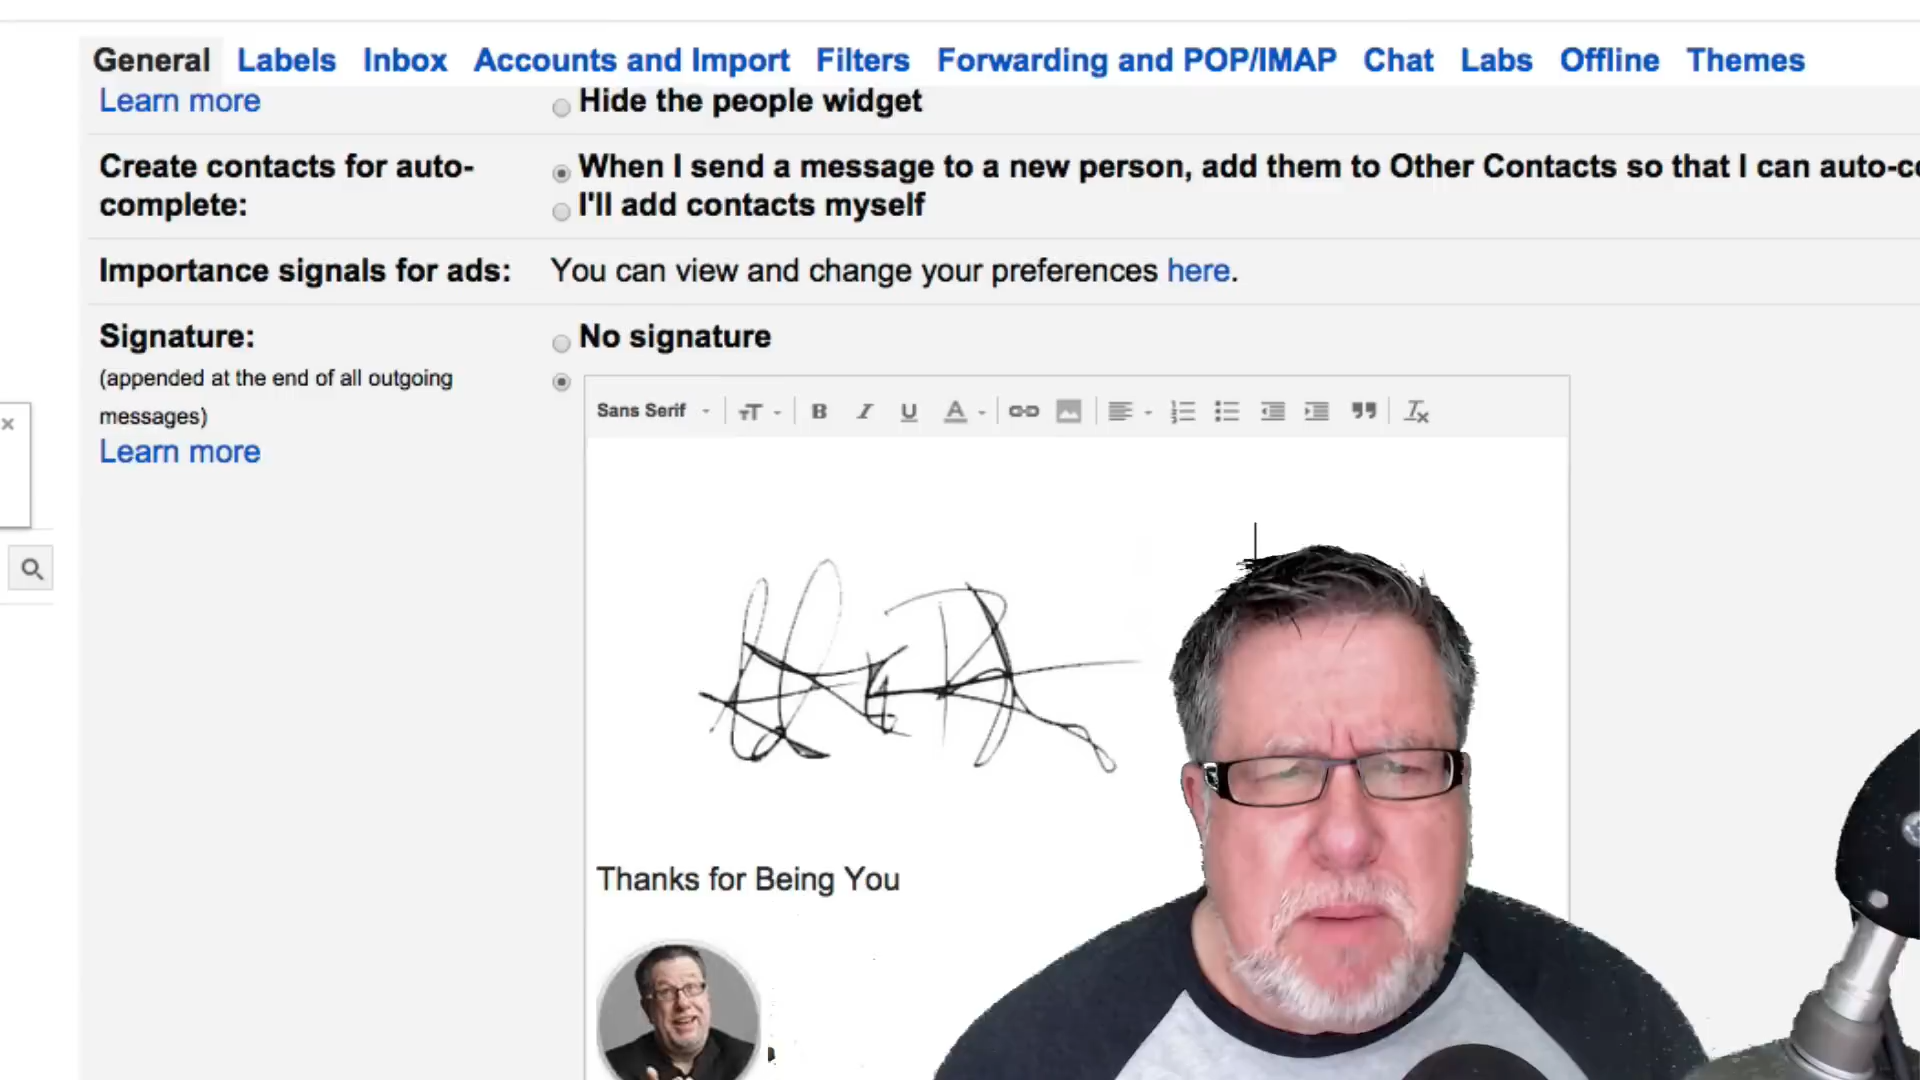 General Labels Inbox Accounts and Import Filters Forwarding and POP/IMAP Chat Labs Offline Themes
Learn more Hide the people widget
Create contacts for auto- When I send a message to a new person, add them to Other Contacts so that I can
complete: I'll add contacts myself
Importance signals for ads: You can view and change your preferences here.
Signature: No signature
(appended at the end of all outgoing
messages)
Learn more
Sans Serif
Thanks for Being You